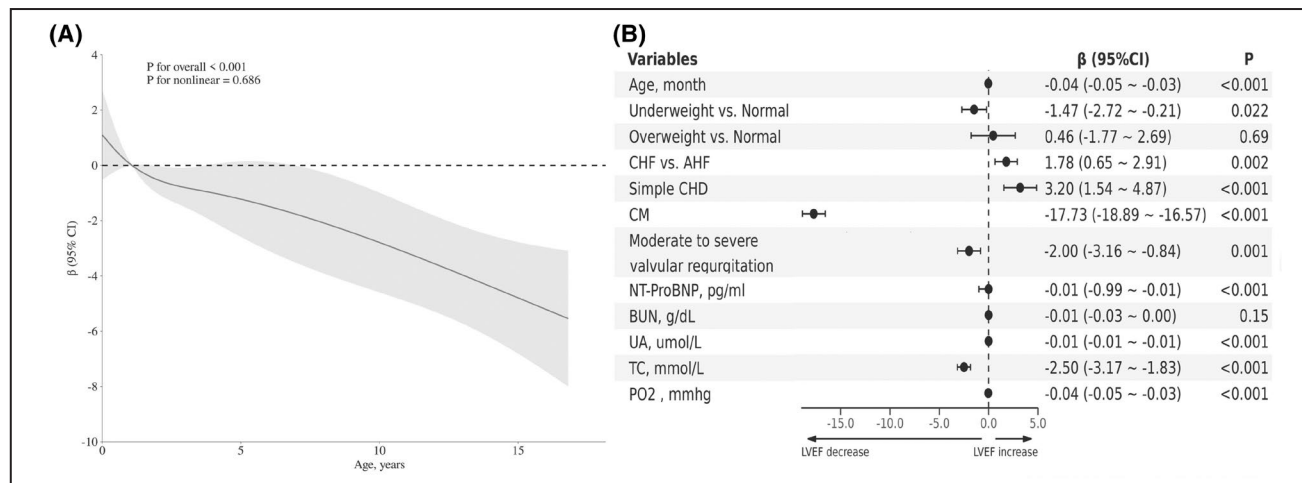 (A)
4
2
0
-2
-4
-6
-8
-10
β (95% CI)
P for overall < 0.001
P for nonlinear = 0.686
0
5
10
15
Age, years
(B)
Variables β (95%CI) P
Age, month -0.04 (-0.05 ~ -0.03) <0.001
Underweight vs. Normal -1.47 (-2.72 ~ -0.21) 0.022
Overweight vs. Normal 0.46 (-1.77 ~ 2.69) 0.69
CHF vs. AHF 1.78 (0.65 ~ 2.91) 0.002
Simple CHD 3.20 (1.54 ~ 4.87) <0.001
CM -17.73 (-18.89 ~ -16.57) <0.001
Moderate to severe
valvular requrgitation -2.00 (-3.16 ~ -0.84) 0.001
NT-ProBNP, pg/ml -0.01 (-0.99 ~ -0.01) <0.001
BUN, g/dL -0.01 (-0.03 ~ 0.00) 0.15
UA, umol/L -0.01 (-0.01 ~ -0.01) <0.001
TC, mmol/L -2.50 (-3.17 ~ -1.83) <0.001
PO2 , mmhg -0.04 (-0.05 ~ -0.03) <0.001
-15.0 -10.0 -5.0 0.0 5.0
LVEF decrease LVEF increase